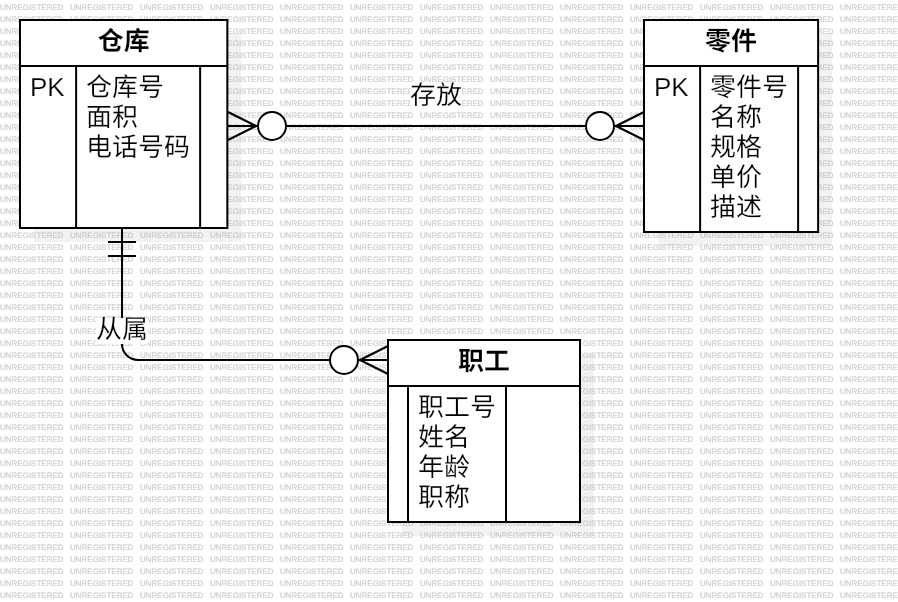 仓库
PK 仓库号
面积
电话号码
存放
零件
PK 零件号
名称
规格
单价
描述
从属
职工
职工号
姓名
年龄
职称
UNREGISTERED